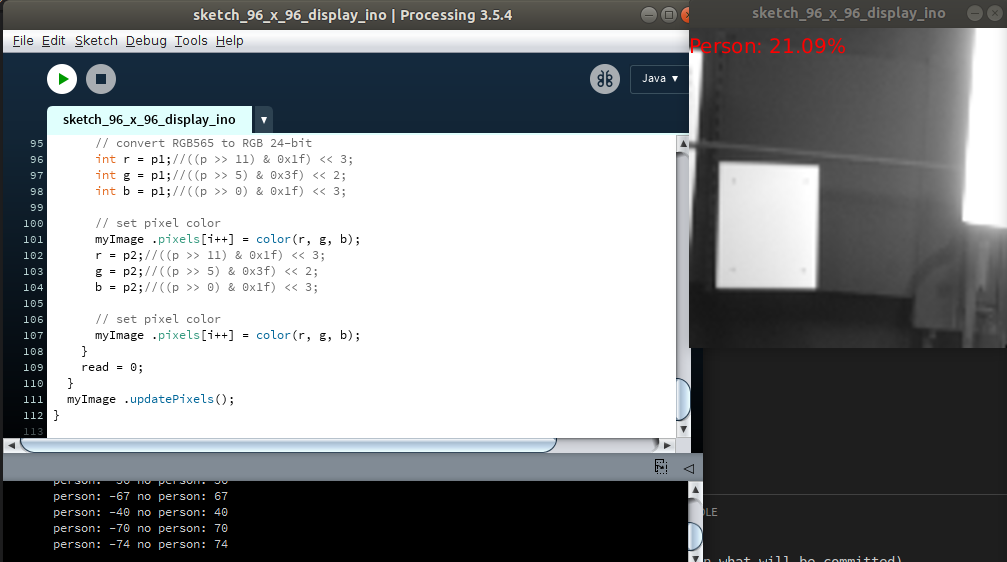 sketch_96_x_96_display_ino | Processing 3.5.4
sketch_96_x_96_display_ino
File Edit Sketch Debug Tools Help
Person: 21.09%
Java ▼
sketch_96_x_96_display_ino ▼
95 // convert RGB565 to RGB 24-bit
96 int r = p1;//((p >> 11) & 0x1f) << 3;
97 int g = p1;//((p >> 5) & 0x3f) << 2;
98 int b = p1;//((p >> 0) & 0x1f) << 3;
99
100 // set pixel color
101 myImage .pixels[i++] = color(r, g, b);
102 r = p2;//((p >> 11) & 0x1f) << 3;
103 g = p2;//((p >> 5) & 0x3f) << 2;
104 b = p2;//((p >> 0) & 0x1f) << 3;
105
106 // set pixel color
107 myImage .pixels[i++] = color(r, g, b);
108 }
109 read = 0;
110 }
111 myImage .updatePixels();
112 }
113
no person:
person: -67 no person: 67
person: -40 no person: 40
person: -70 no person: 70
person: -74 no person: 74
OLE
what will be committed)